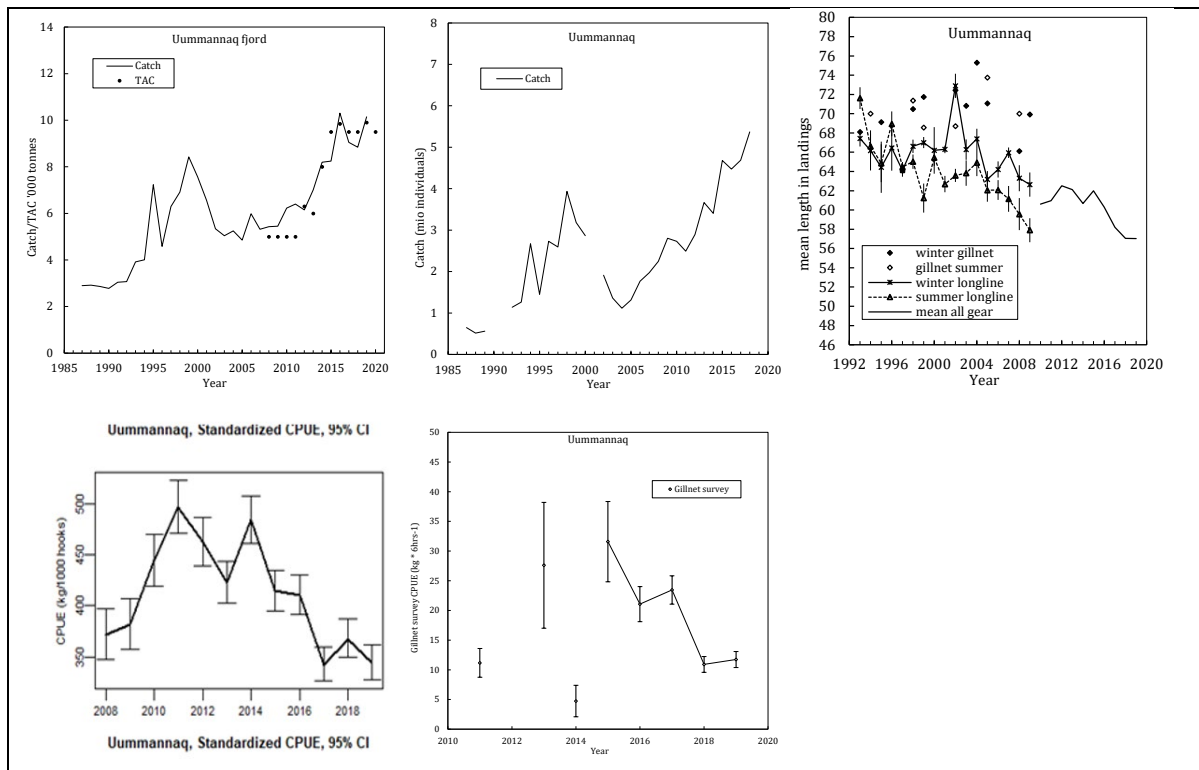 Uummannaq fjord
Catch
TAC
Catch/TAC '000 tonnes
14
12
10
8
6
4
2
0
1985 1990 1995 2000 2005 2010 2015 2020
Year
Uummannaq
Catch
Catch (mio individuals)
8
7
6
5
4
3
2
1
0
1985 1990 1995 2000 2005 2010 2015 2020
Year
Uummannaq
mean length in landings
80
78
76
74
72
70
68
66
64
62
60
58
56
54
52
50
48
46
winter gillnet
gillnet summer
winter longline
summer longline
mean all gear
1992 1996 2000 2004 2008 2012 2016 2020
Year
Uummannaq, Standardized CPUE, 95% CI
CPUE (kg/1000 hooks)
500
450
400
350
2008 2010 2012 2014 2016 2018
Uummannaq, Standardized CPUE, 95% CI
Uummannaq
Gillnet survey
Gillnet survey CPUE (kg * 6hrs-1)
50
45
40
35
30
25
20
15
10
5
0
2010 2012 2014 2016 2018 2020
Year